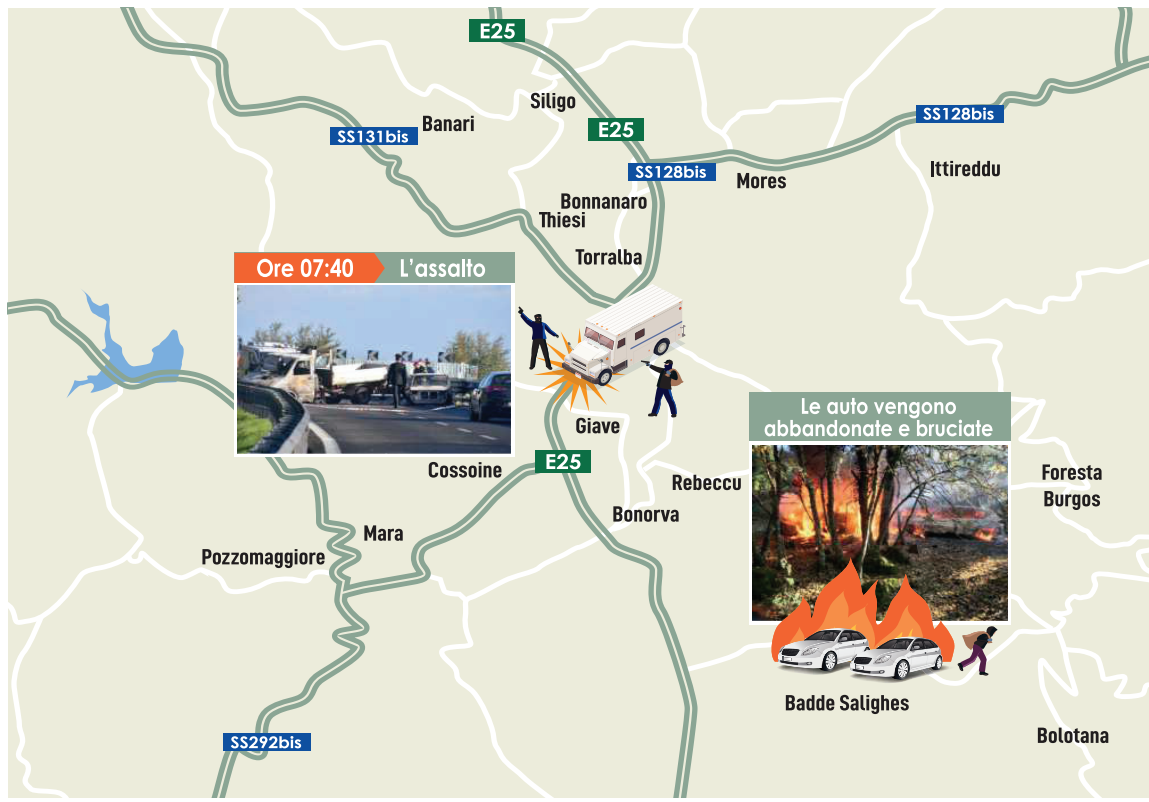 E25
Siligo
Banari
SS131bis
E25
SS128bis
SS128bis
Mores
Ittireddu
Bonnanaro
Thiesi
Torralba
Ore 07:40
L'assalto
Giave
Le auto vengono
abbandonate e bruciate
Cossoine
E25
Rebeccu
Foresta
Burgos
Bonorva
Mara
Pozzomaggiore
Badde Salighes
SS292bis
Bolotana